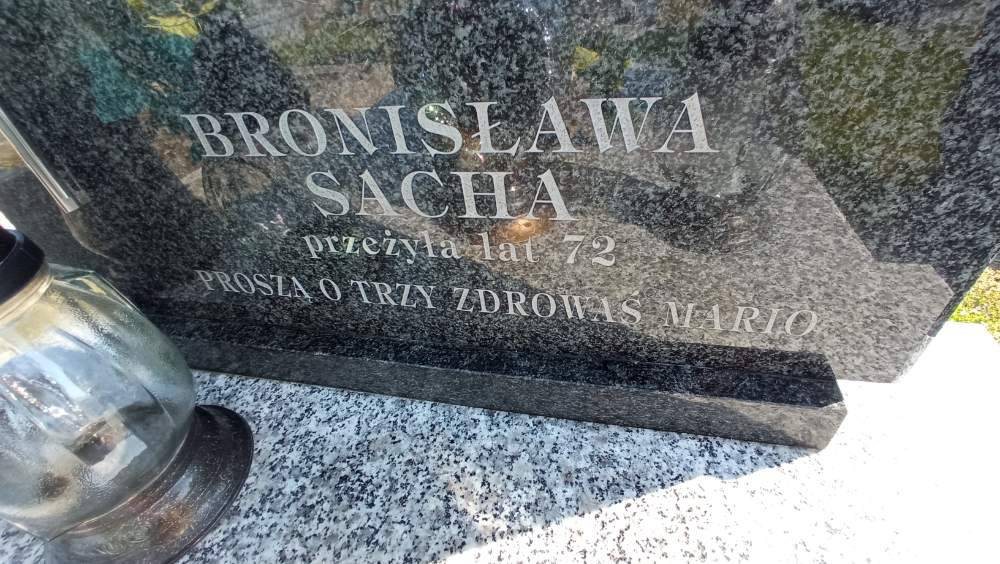 BRONISŁAWA
SACHA
przeżyła lat 72
PROSZĄ O TRZY ZDROWAŚ MARIO